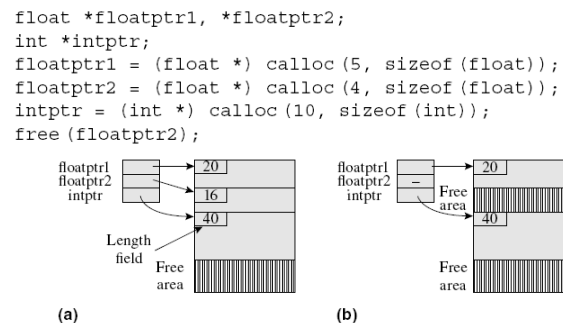 float *floatptr1, *floatptr2;
int *intptr;
floatptr1 = (float *) calloc (5, sizeof (float));
floatptr2 = (float *) calloc (4, sizeof (float));
intptr = (int *) calloc (10, sizeof (int));
free (floatptr2);
floatptr1
floatptr2
intptr
20
16
40
Length
field
Free
area
(a)
floatptr1
floatptr2 –
intptr
20
Free
area
40
Free
area
(b)